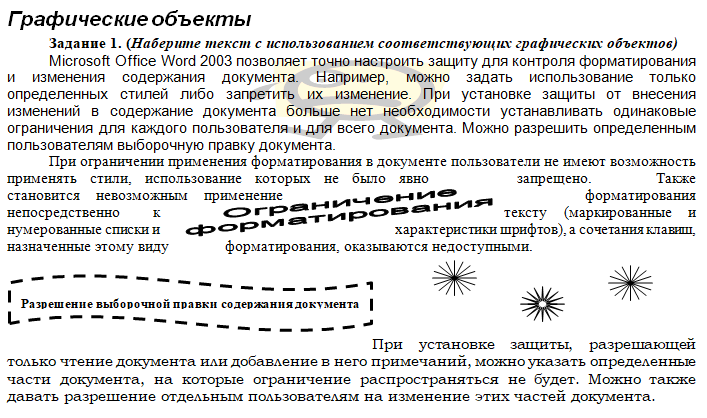 Графические объекты
Задание 1. (Наберите текст с использованием соответствующих графических объектов)
Microsoft Office Word 2003 позволяет точно настроить защиту для контроля форматирования
и изменения содержания документа. Например, можно задать использование только
определенных стилей либо запретить их изменение. При установке защиты от внесения
изменений в содержание документа больше нет необходимости устанавливать одинаковые
ограничения для каждого пользователя и для всего документа. Можно разрешить определенным
пользователям выборочную правку документа.
При ограничении применения форматирования в документе пользователи не имеют возможность
применять стили, использование которых не было явно запрещено. Также
становится невозможным применение форматирования
непосредственно к тексту (маркированные и
нумерованные списки и характеристики шрифтов), а сочетания клавиш,
назначенные этому виду форматирования, оказываются недоступными.
Ограничение
форматирования
Разрешение выборочной правки содержания документа
При установке защиты, разрешающей
только чтение документа или добавление в него примечаний, можно указать определенные
части документа, на которые ограничение распространяться не будет. Можно также
давать разрешение отдельным пользователям на изменение этих частей документа.